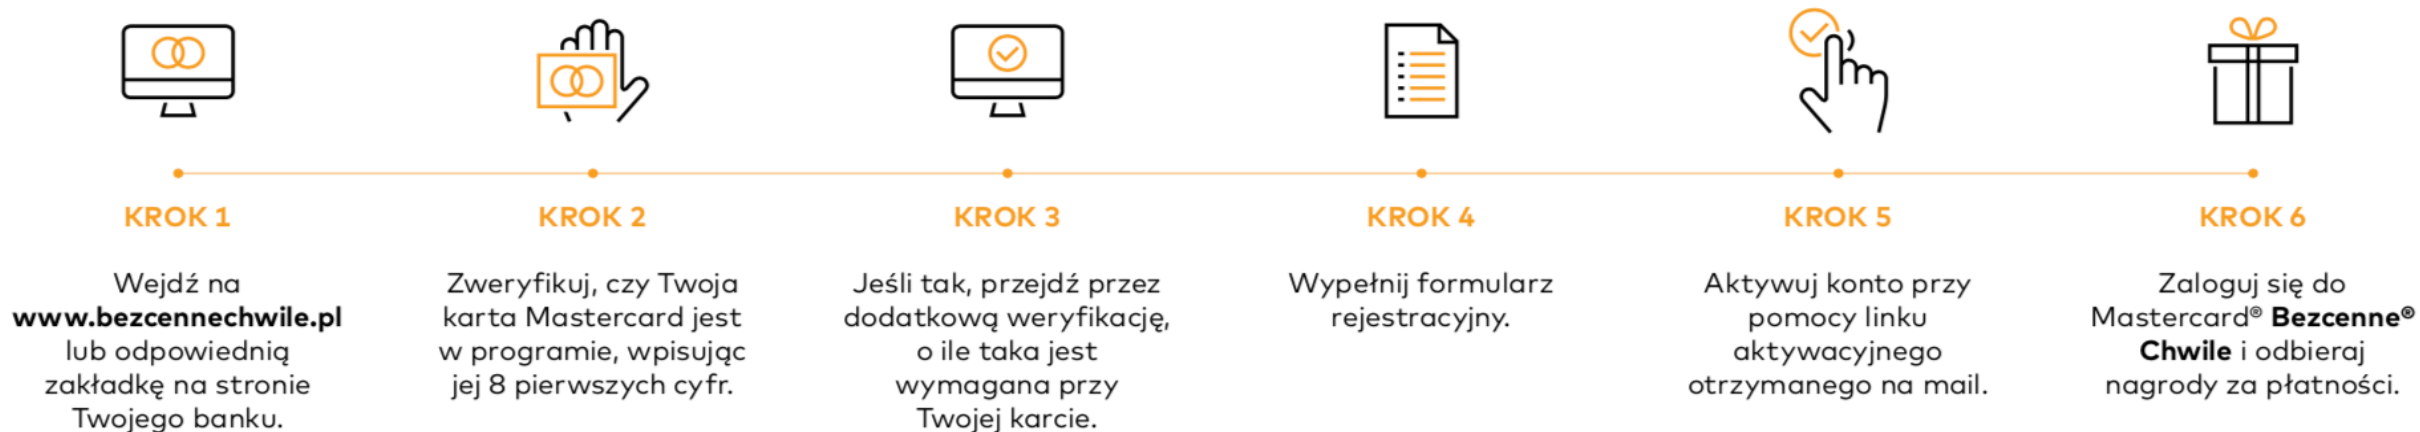 KROK 1
Wejdź na
www.bezcennechwile.pl
lub odpowiednią
zakładkę na stronie
Twojego banku.
KROK 2
Zweryfikuj, czy Twoja
karta Mastercard jest
w programie, wpisując
jej 8 pierwszych cyfr.
KROK 3
Jeśli tak, przejdź przez
dodatkową weryfikację,
o ile taka jest
wymagana przy
Twojej karcie.
KROK 4
Wypełnij formularz
rejestracyjny.
KROK 5
Aktywuj konto przy
pomocy linku
aktywacyjnego
otrzymanego na mail.
KROK 6
Zaloguj się do
Mastercard® Bezcenne®
Chwile i odbieraj
nagrody za płatności.